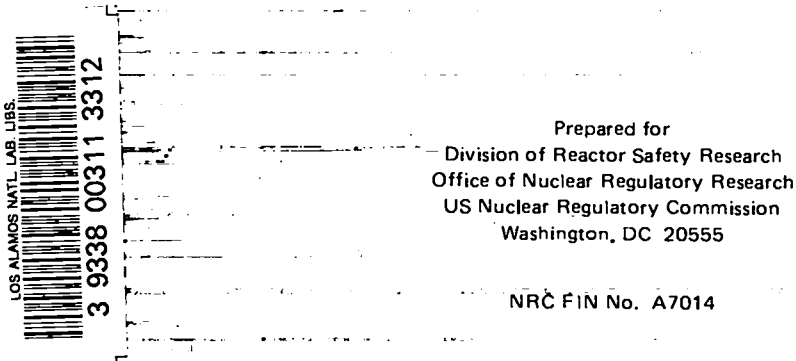 LOS ALAMOS NATL. LAB. LIBS.
3 9338 00311 3312
Prepared for
Division of Reactor Safety Research
Office of Nuclear Regulatory Research
US Nuclear Regulatory Commission
Washington, DC 20555
NRC FIN No. A7014